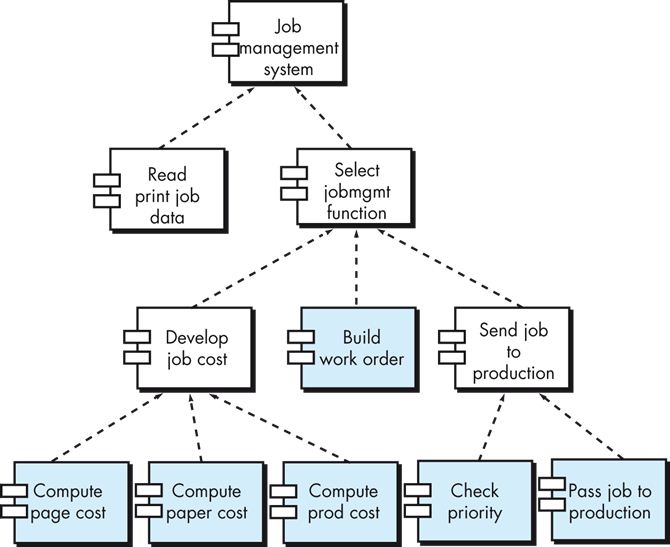 Job
management
system
Read
print job
data
Select
jobmgmt
function
Develop
job cost
Build
work order
Send job
to
production
Compute
page cost
Compute
paper cost
Compute
prod cost
Check
priority
Pass job to
production